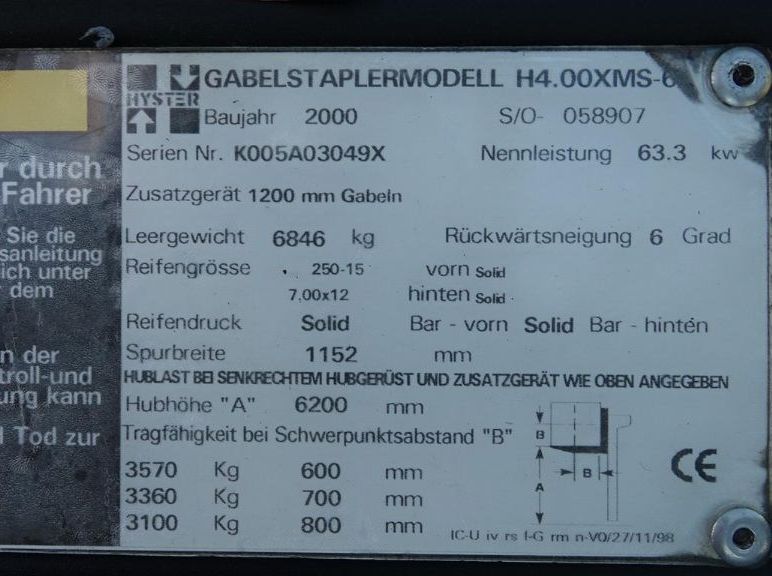 HYSTER
GABELSTAPLERMODELL H4.00XMS-6
Baujahr 2000 S/O- 058907
Serien Nr. K005A03049X Nennleistung 63.3 kw
Zusatzgerät 1200 mm Gabeln
Leergewicht 6846 kg Rückwärtsneigung 6 Grad
Reifengrösse 250-15 vorn Solid
7.00x12 hinten Solid
Reifendruck Solid Bar - vorn Solid Bar - hinten
Spurbreite 1152 mm
HUBLAST BEI SENKRECHTEM HUBGERÜST UND ZUSATZGERÄT WIE OBEN ANGEGEBEN
Hubhöhe "A" 6200 mm
Tragfähigkeit bei Schwerpunktsabstand "B"
3570 Kg 600 mm
3360 Kg 700 mm
3100 Kg 800 mm
B
B
A
CE
IC-U iv rs f-G rm n-V0/27/11/98
r durch
Fahrer
Sie die
sanleitung
ich unter
r dem
n der
troll-und
ung kann
l Tod zur